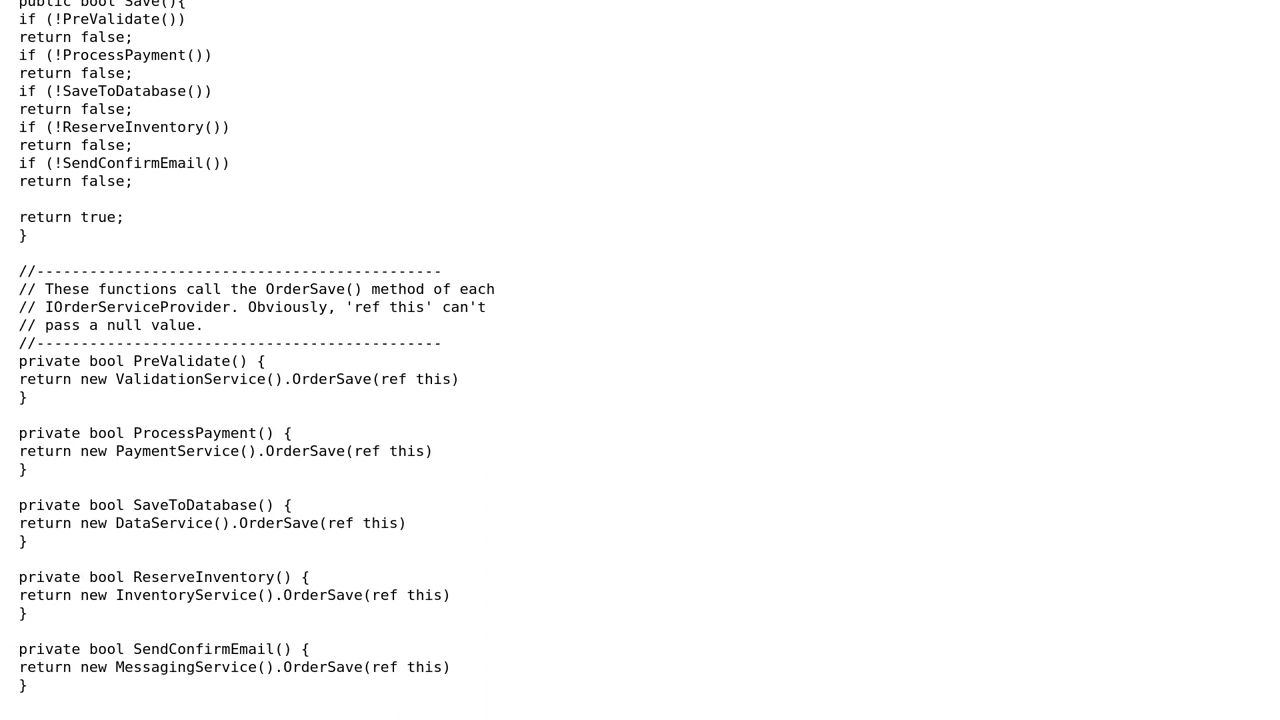 public bool Save(){
if (!PreValidate())
return false;
if (!ProcessPayment())
return false;
if (!SaveToDatabase())
return false;
if (!ReserveInventory())
return false;
if (!SendConfirmEmail())
return false;

return true;
}

//----------------------------------------------
// These functions call the OrderSave() method of each
// IOrderServiceProvider. Obviously, 'ref this' can't
// pass a null value.
//----------------------------------------------
private bool PreValidate() {
return new ValidationService().OrderSave(ref this)
}

private bool ProcessPayment() {
return new PaymentService().OrderSave(ref this)
}

private bool SaveToDatabase() {
return new DataService().OrderSave(ref this)
}

private bool ReserveInventory() {
return new InventoryService().OrderSave(ref this)
}

private bool SendConfirmEmail() {
return new MessagingService().OrderSave(ref this)
}